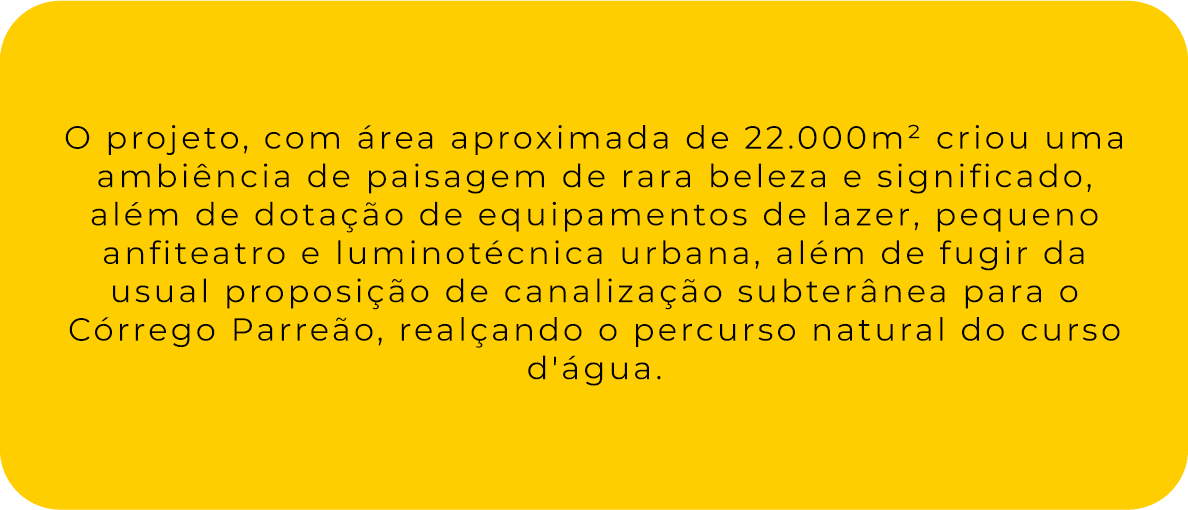 O projeto, com área aproximada de 22.000m² criou uma
ambiência de paisagem de rara beleza e significado,
além de dotação de equipamentos de lazer, pequeno
anfiteatro e luminotécnica urbana, além de fugir da
usual proposição de canalização subterânea para o
Córrego Parreão, realçando o percurso natural do curso
d'água.